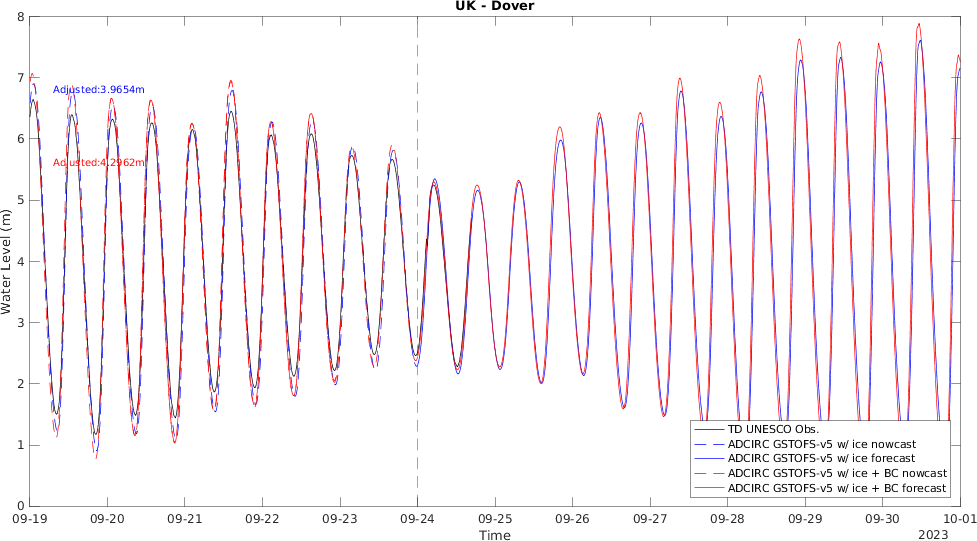 UK - Dover
8
7
6
5
4
3
2
1
0
Water Level (m)
Adjusted:3.9654m
Adjusted:4.2962m
TD UNESCO Obs.
ADCIRC GSTOFS-v5 w/ ice nowcast
ADCIRC GSTOFS-v5 w/ ice forecast
ADCIRC GSTOFS-v5 w/ ice + BC nowcast
ADCIRC GSTOFS-v5 w/ ice + BC forecast
09-19 09-20 09-21 09-22 09-23 09-24 09-25 09-26 09-27 09-28 09-29 09-30 10-01
Time
2023